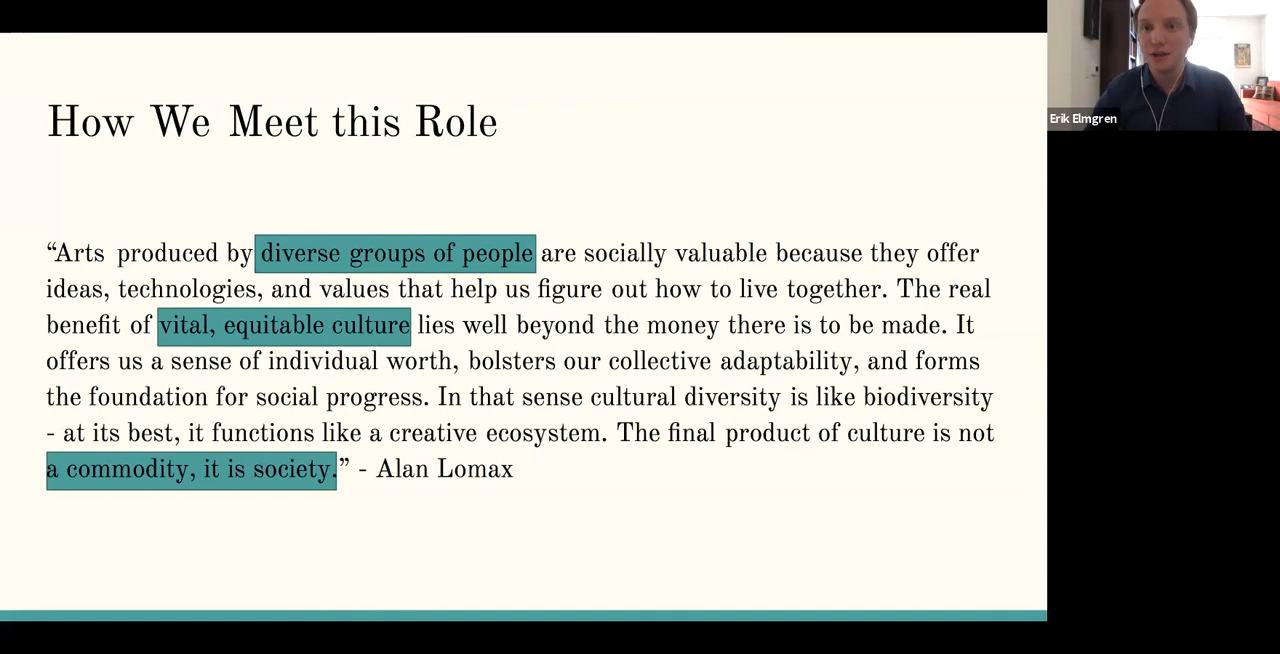 How We Meet this Role
“Arts produced by diverse groups of people are socially valuable because they offer
ideas, technologies, and values that help us figure out how to live together. The real
benefit of vital, equitable culture lies well beyond the money there is to be made. It
offers us a sense of individual worth, bolsters our collective adaptability, and forms
the foundation for social progress. In that sense cultural diversity is like biodiversity
- at its best, it functions like a creative ecosystem. The final product of culture is not
a commodity, it is society.” - Alan Lomax
Erik Elmgren